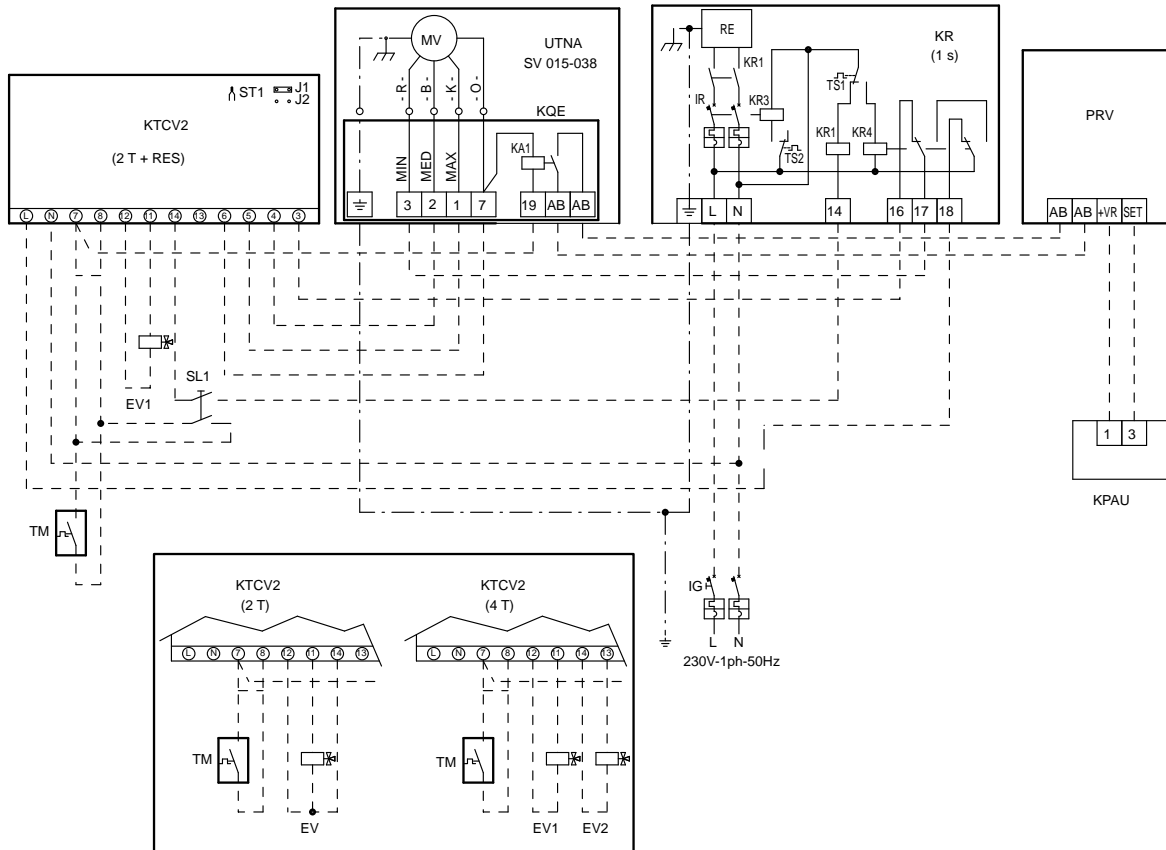 KTCV2
(2 T + RES)
ST1
J1
J2
L N 7 8 12 11 14 13 6 5 4 3
MV
UTNA
SV 015-038
- R -
- B -
- K -
- O -
KQE
MIN
MED
MAX
KA1
3 2 1 7 19 AB AB
RE
KR
(1 s)
KR1
IR
KR3
TS1
TS2
KR1
KR4
L N 14 16 17 18
PRV
AB AB +VR SET
1 3
KPAU
EV1
SL1
TM
IG
L N
230V-1ph-50Hz
KTCV2
(2 T)
L N 7 8 12 11 14 13
TM
EV
KTCV2
(4 T)
L N 7 8 12 11 14 13
TM
EV1
EV2